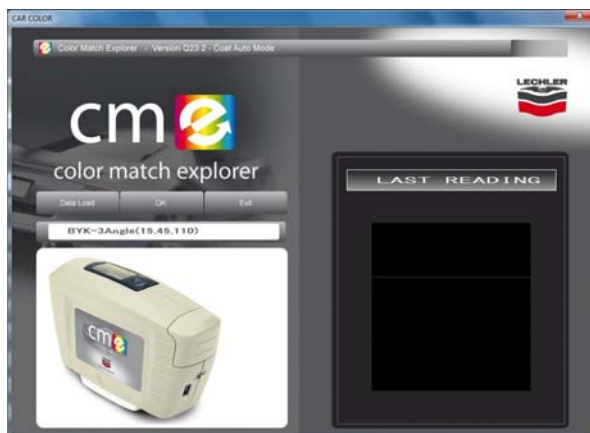 CAR COLOR
Color Match Explorer - Version Q23 2 - Coat Auto Mode
LECHLER
cm e
color match explorer
Data Load OK Exit
LAST READING
BYK-3Angle(15,45,110)
cm e